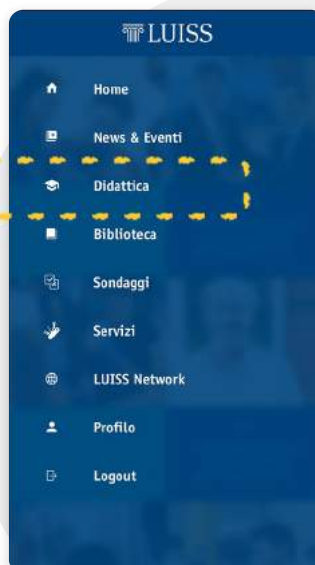 LUISS
Home
News & Eventi
Didattica
Biblioteca
Sondaggi
Servizi
LUISS Network
Profilo
Logout